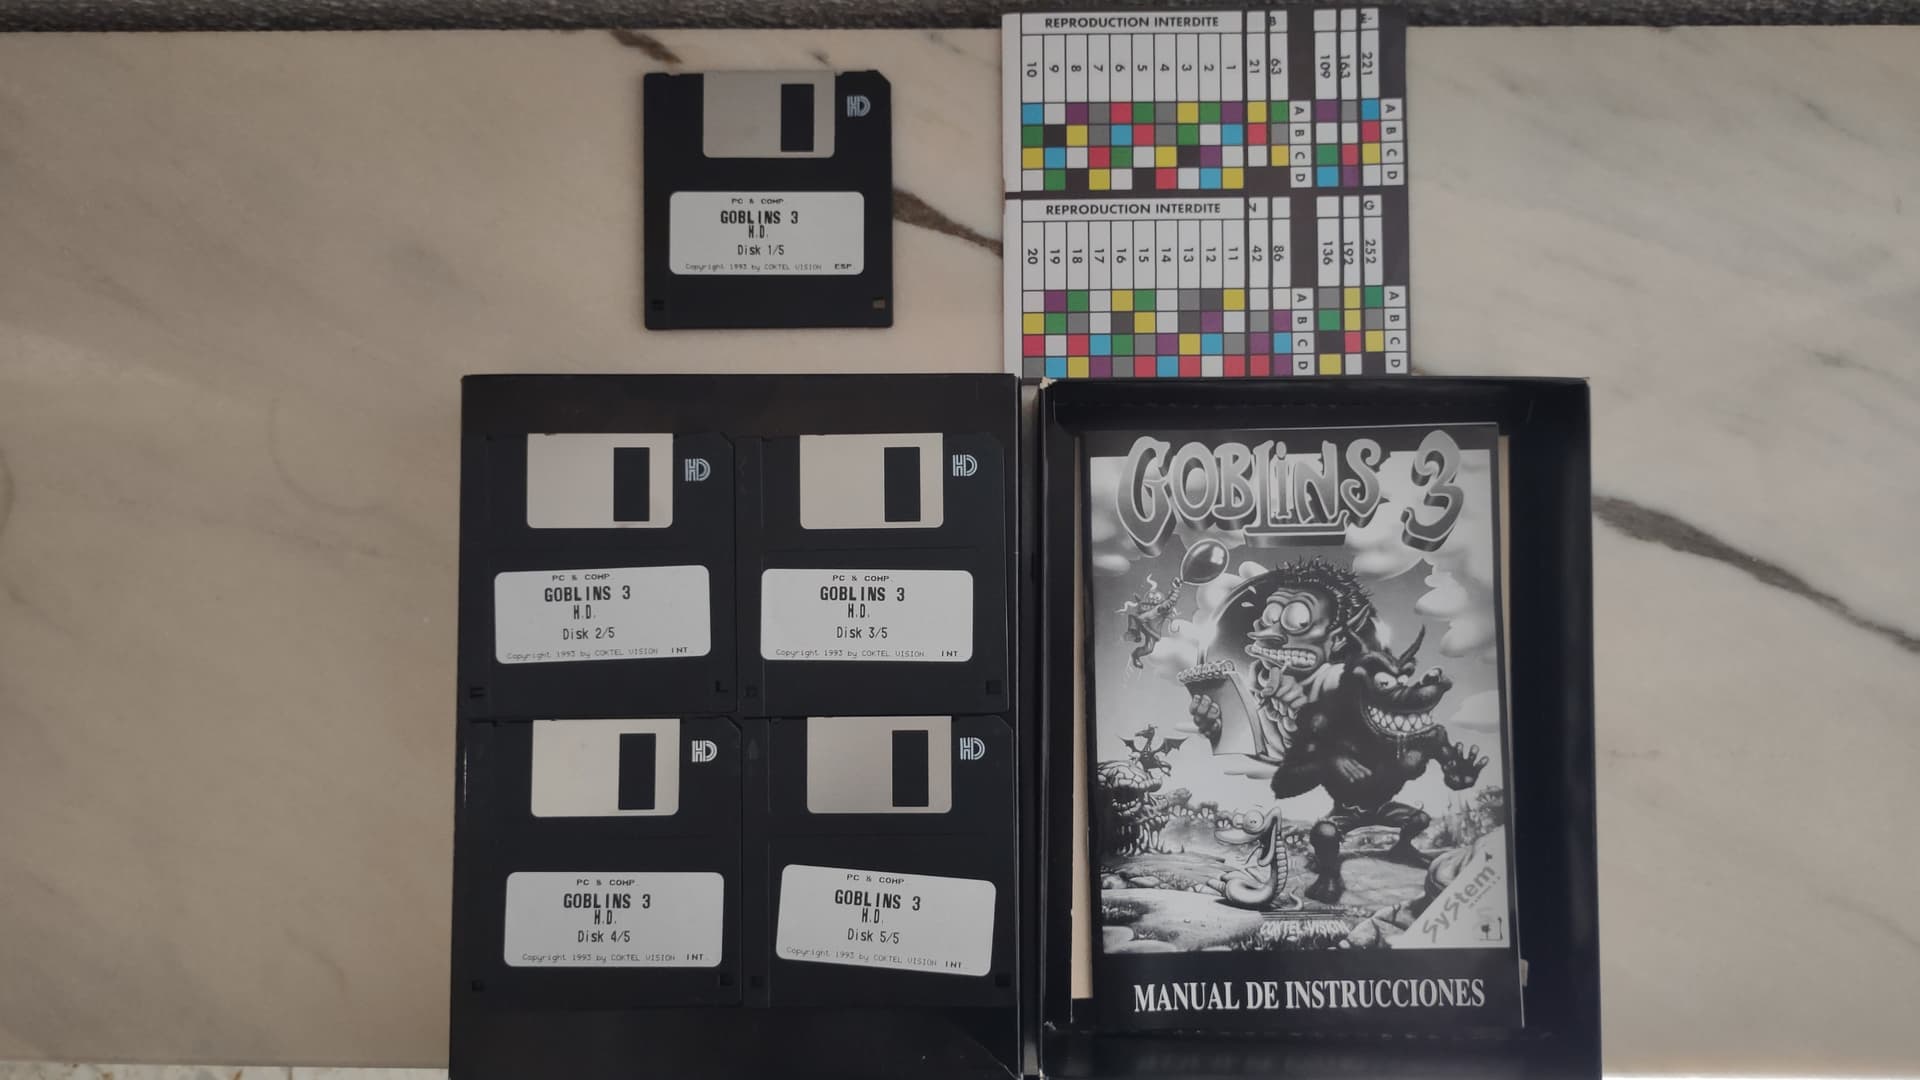 HD
PC & COMP.
GOBLINS 3
H.D.
Disk 1/5
Copyright 1993 by COKTEL VISION ESP.
REPRODUCTION INTERDITE
10 9 8 7 6 5 4 3 2 1 21 63 109 163 221
A A
B B
C C
D D
REPRODUCTION INTERDITE
20 19 18 17 16 15 14 13 12 11 42 86 136 192 252
G
A A
B B
C C
D D
HD
PC & COMP.
GOBLINS 3
H.D.
Disk 2/5
Copyright 1993 by COKTEL VISION INT.
HD
PC & COMP.
GOBLINS 3
H.D.
Disk 3/5
Copyright 1993 by COKTEL VISION INT.
HD
PC & COMP.
GOBLINS 3
H.D.
Disk 4/5
Copyright 1993 by COKTEL VISION INT.
HD
PC & COMP.
GOBLINS 3
H.D.
Disk 5/5
Copyright 1993 by COKTEL VISION INT.
GOBLiiNS 3
COKTEL VISION
SyStem
MANUAL DE INSTRUCCIONES